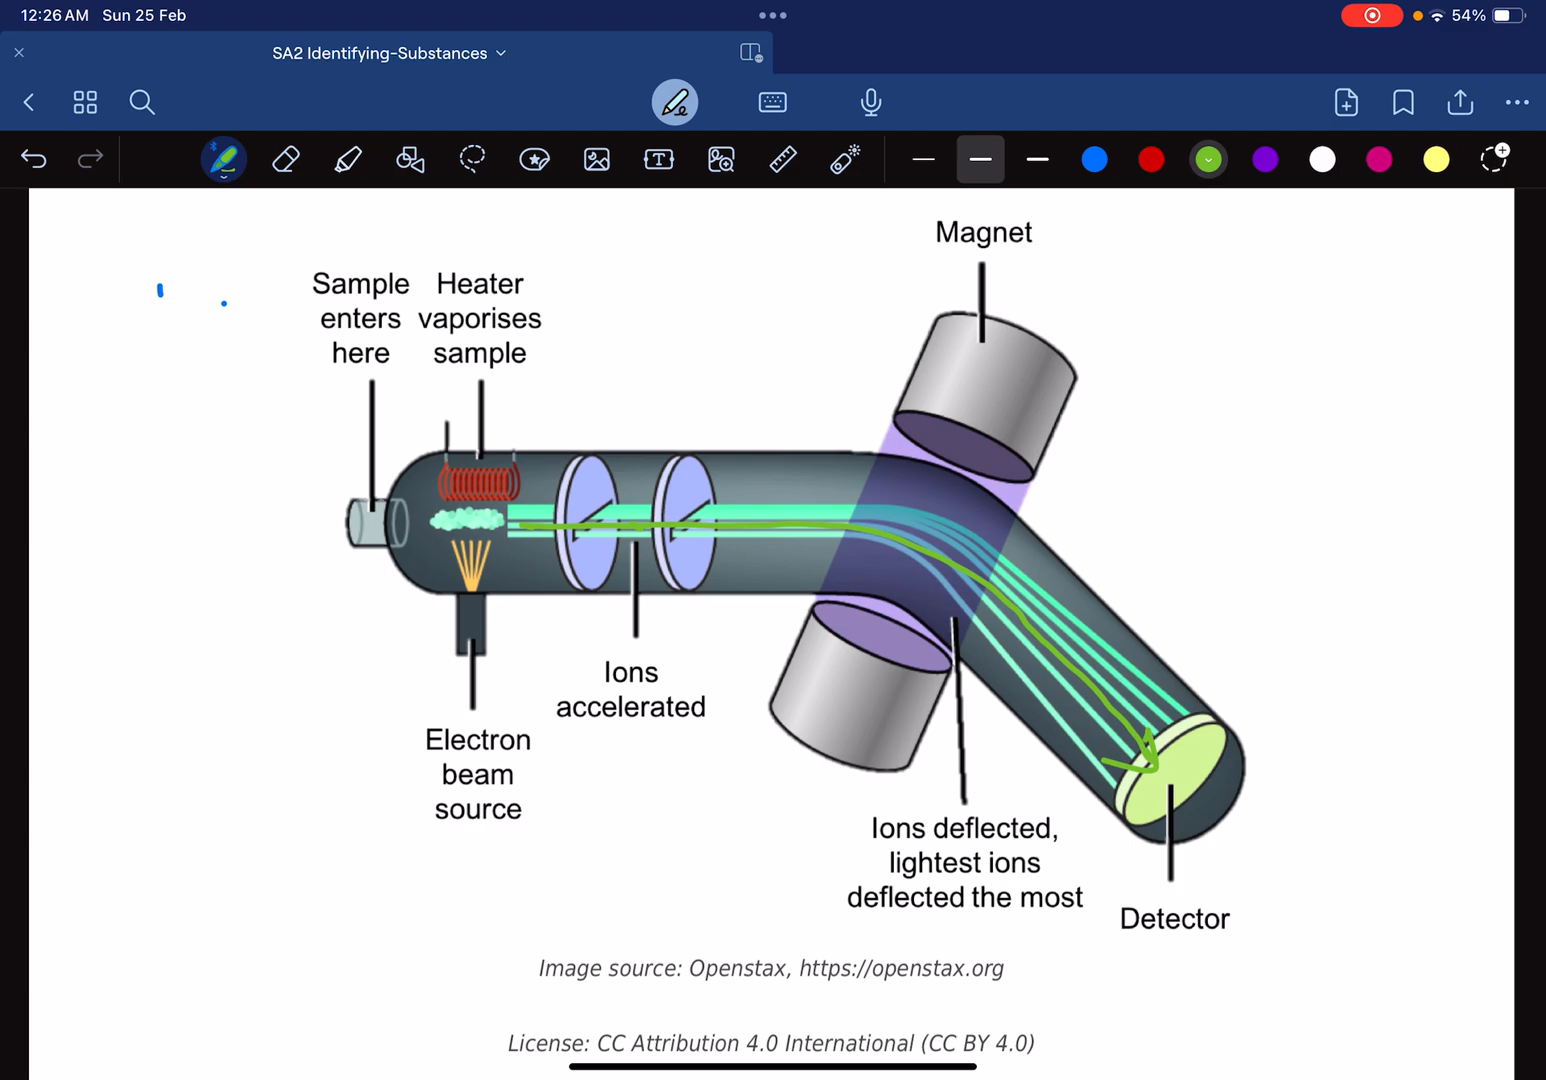 12:26 AM Sun 25 Feb
54%
SA2 Identifying-Substances
T
Magnet
Sample
enters
here
Heater
vaporises
sample
Ions
accelerated
Electron
beam
source
Ions deflected,
lightest ions
deflected the most
Detector
Image source: Openstax, https://openstax.org
License: CC Attribution 4.0 International (CC BY 4.0)